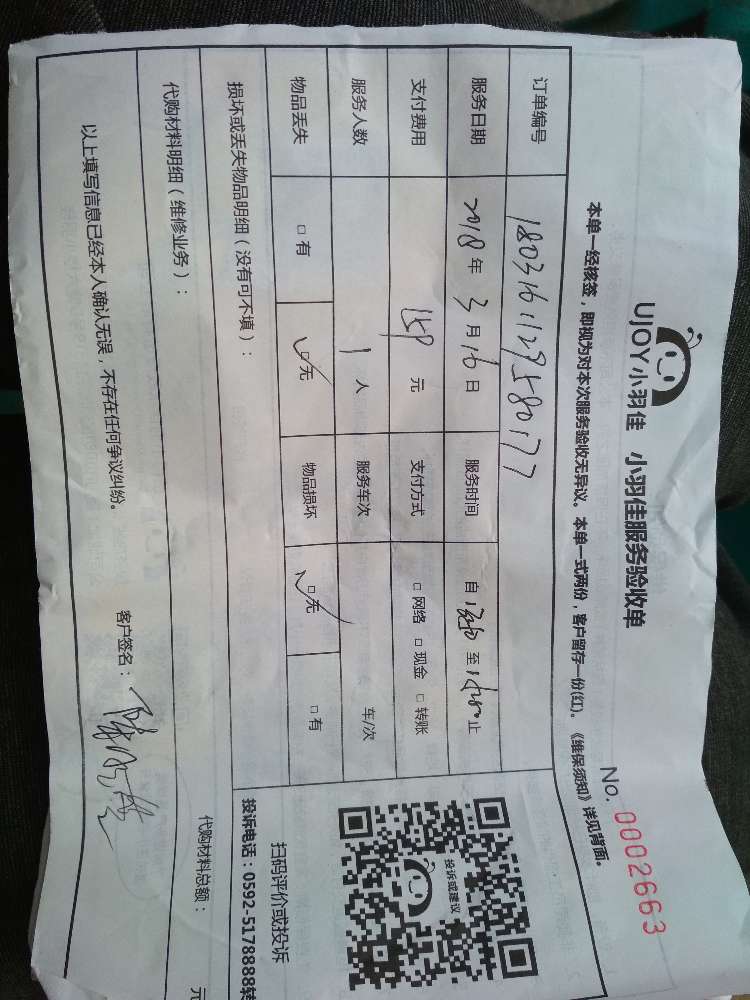 UJOY小羽佳 小羽佳服务验收单
No. 0002663
本单一经核签，即视为对本次服务验收无异议。本单一式两份，客户留存一份(红)。《维保须知》详见背面。
订单编号 1803161129580177
服务日期 2018 年 3 月 16 日 服务时间 自 至 止
支付费用 159 元 支付方式 □ 网络 □ 现金 □ 转账
服务人数 1 人 服务车次 车/次
物品丢失 □ 有 □ 无 物品损坏 □ 无 □ 有
投诉或建议
扫码评价或投诉
投诉电话：0592-5178888转
损坏或丢失物品明细（没有可不填）：
代购材料明细（维修业务）：
代购材料总额： 元
以上填写信息已经本人确认无误，不存在任何争议纠纷。 客户签名：